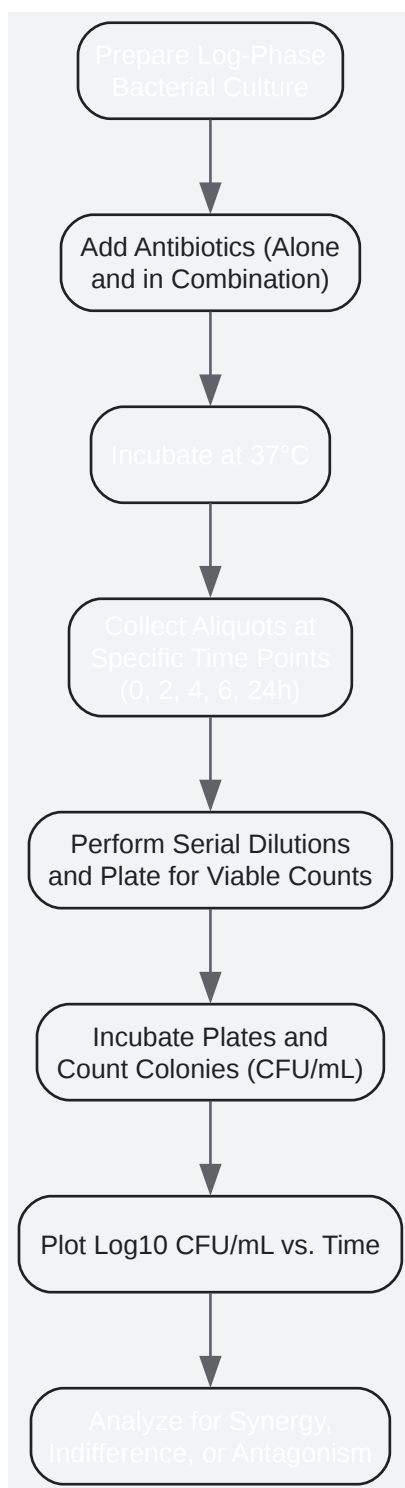 Prepare Log-Phase
Bacterial Culture
Add Antibiotics (Alone
and in Combination)
Incubate at 37°C
Collect Aliquots at
Specific Time Points
(0, 2, 4, 6, 24h)
Perform Serial Dilutions
and Plate for Viable Counts
Incubate Plates and
Count Colonies (CFU/mL)
Plot Log10 CFU/mL vs. Time
Analyze for Synergy,
Indifference, or Antagonism